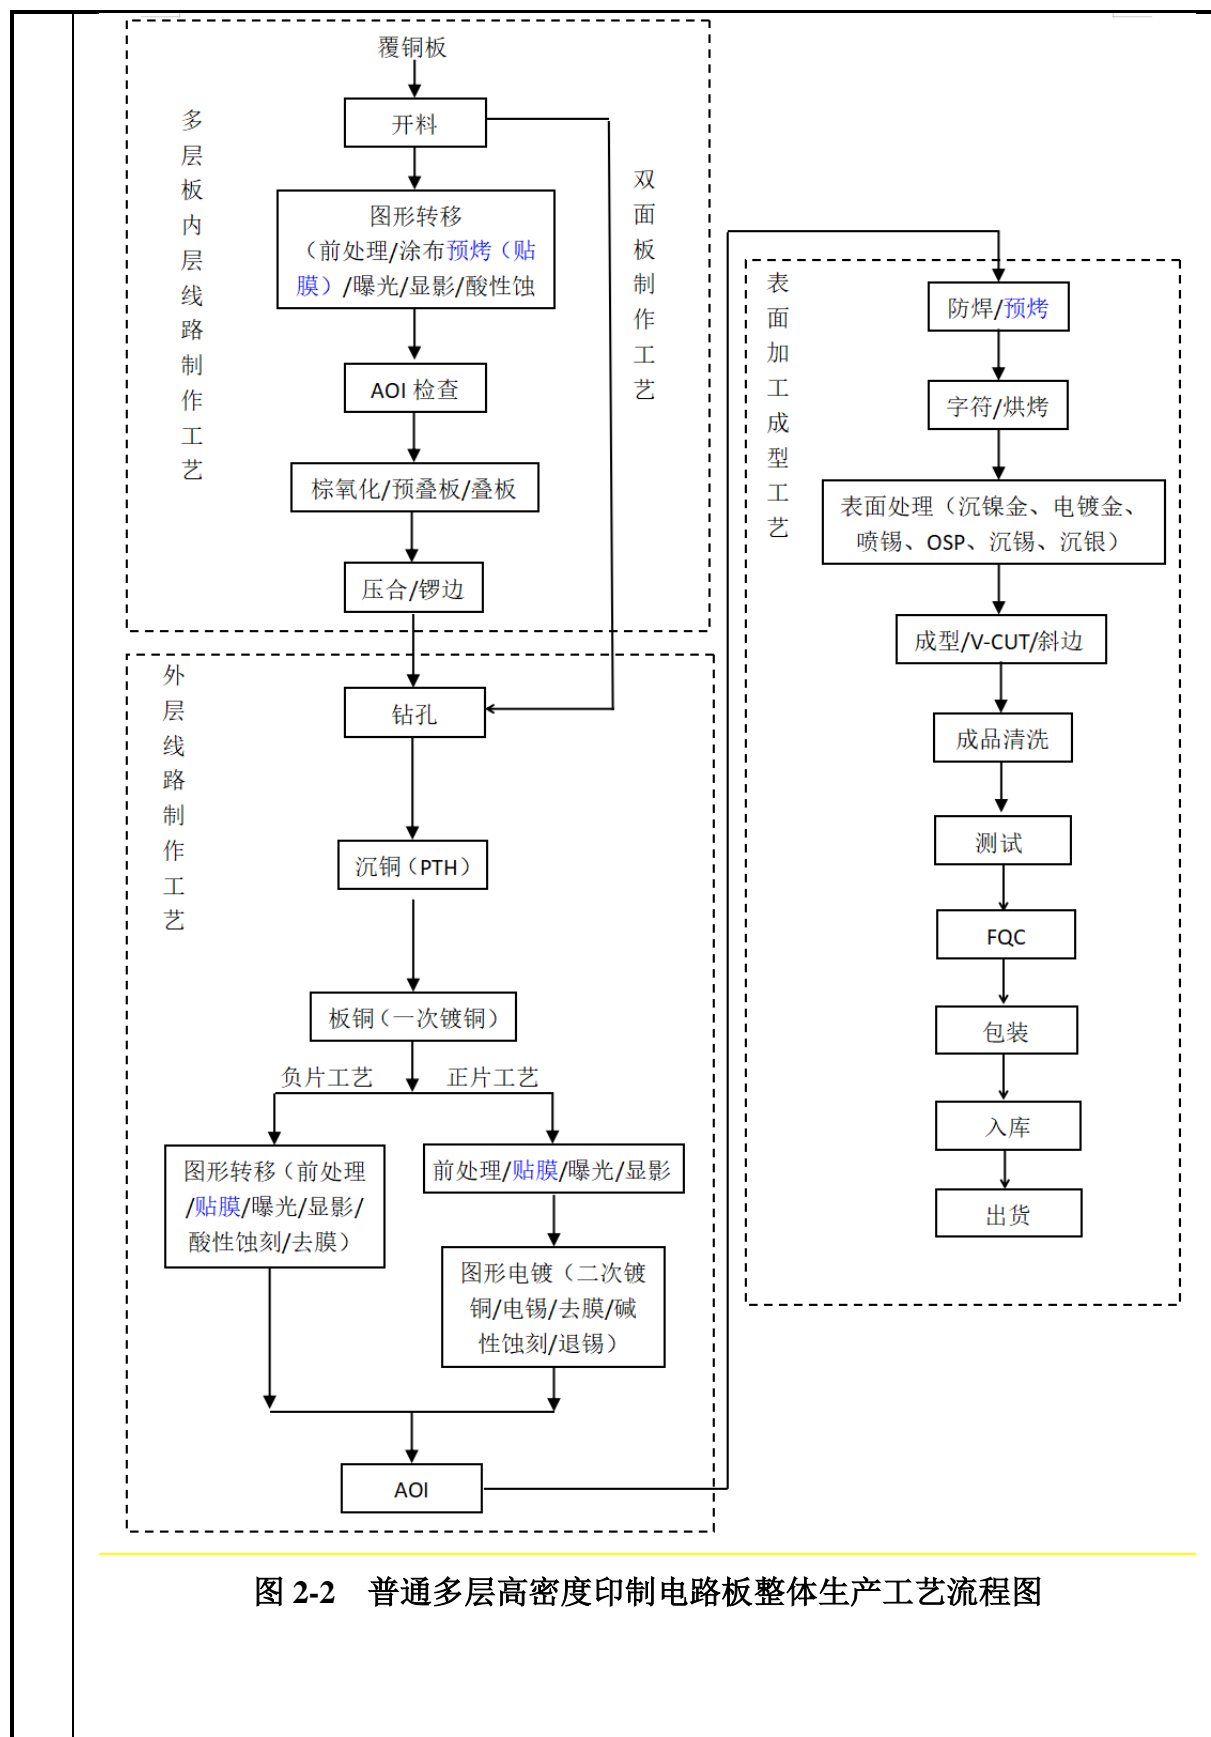 覆铜板
多层板内层线路制作工艺
开料
双面板制作工艺
图形转移
（前处理/涂布预烤（贴
膜）/曝光/显影/酸性蚀
AOI 检查
棕氧化/预叠板/叠板
压合/锣边
外层线路制作工艺
钻孔
沉铜（PTH）
板铜（一次镀铜）
负片工艺
正片工艺
图形转移（前处理
/贴膜/曝光/显影/
酸性蚀刻/去膜）
前处理/贴膜/曝光/显影
图形电镀（二次镀
铜/电锡/去膜/碱
性蚀刻/退锡）
AOI
表面加工成型工艺
防焊/预烤
字符/烘烤
表面处理（沉镍金、电镀金、
喷锡、OSP、沉锡、沉银）
成型/V-CUT/斜边
成品清洗
测试
FQC
包装
入库
出货
图 2-2 普通多层高密度印制电路板整体生产工艺流程图